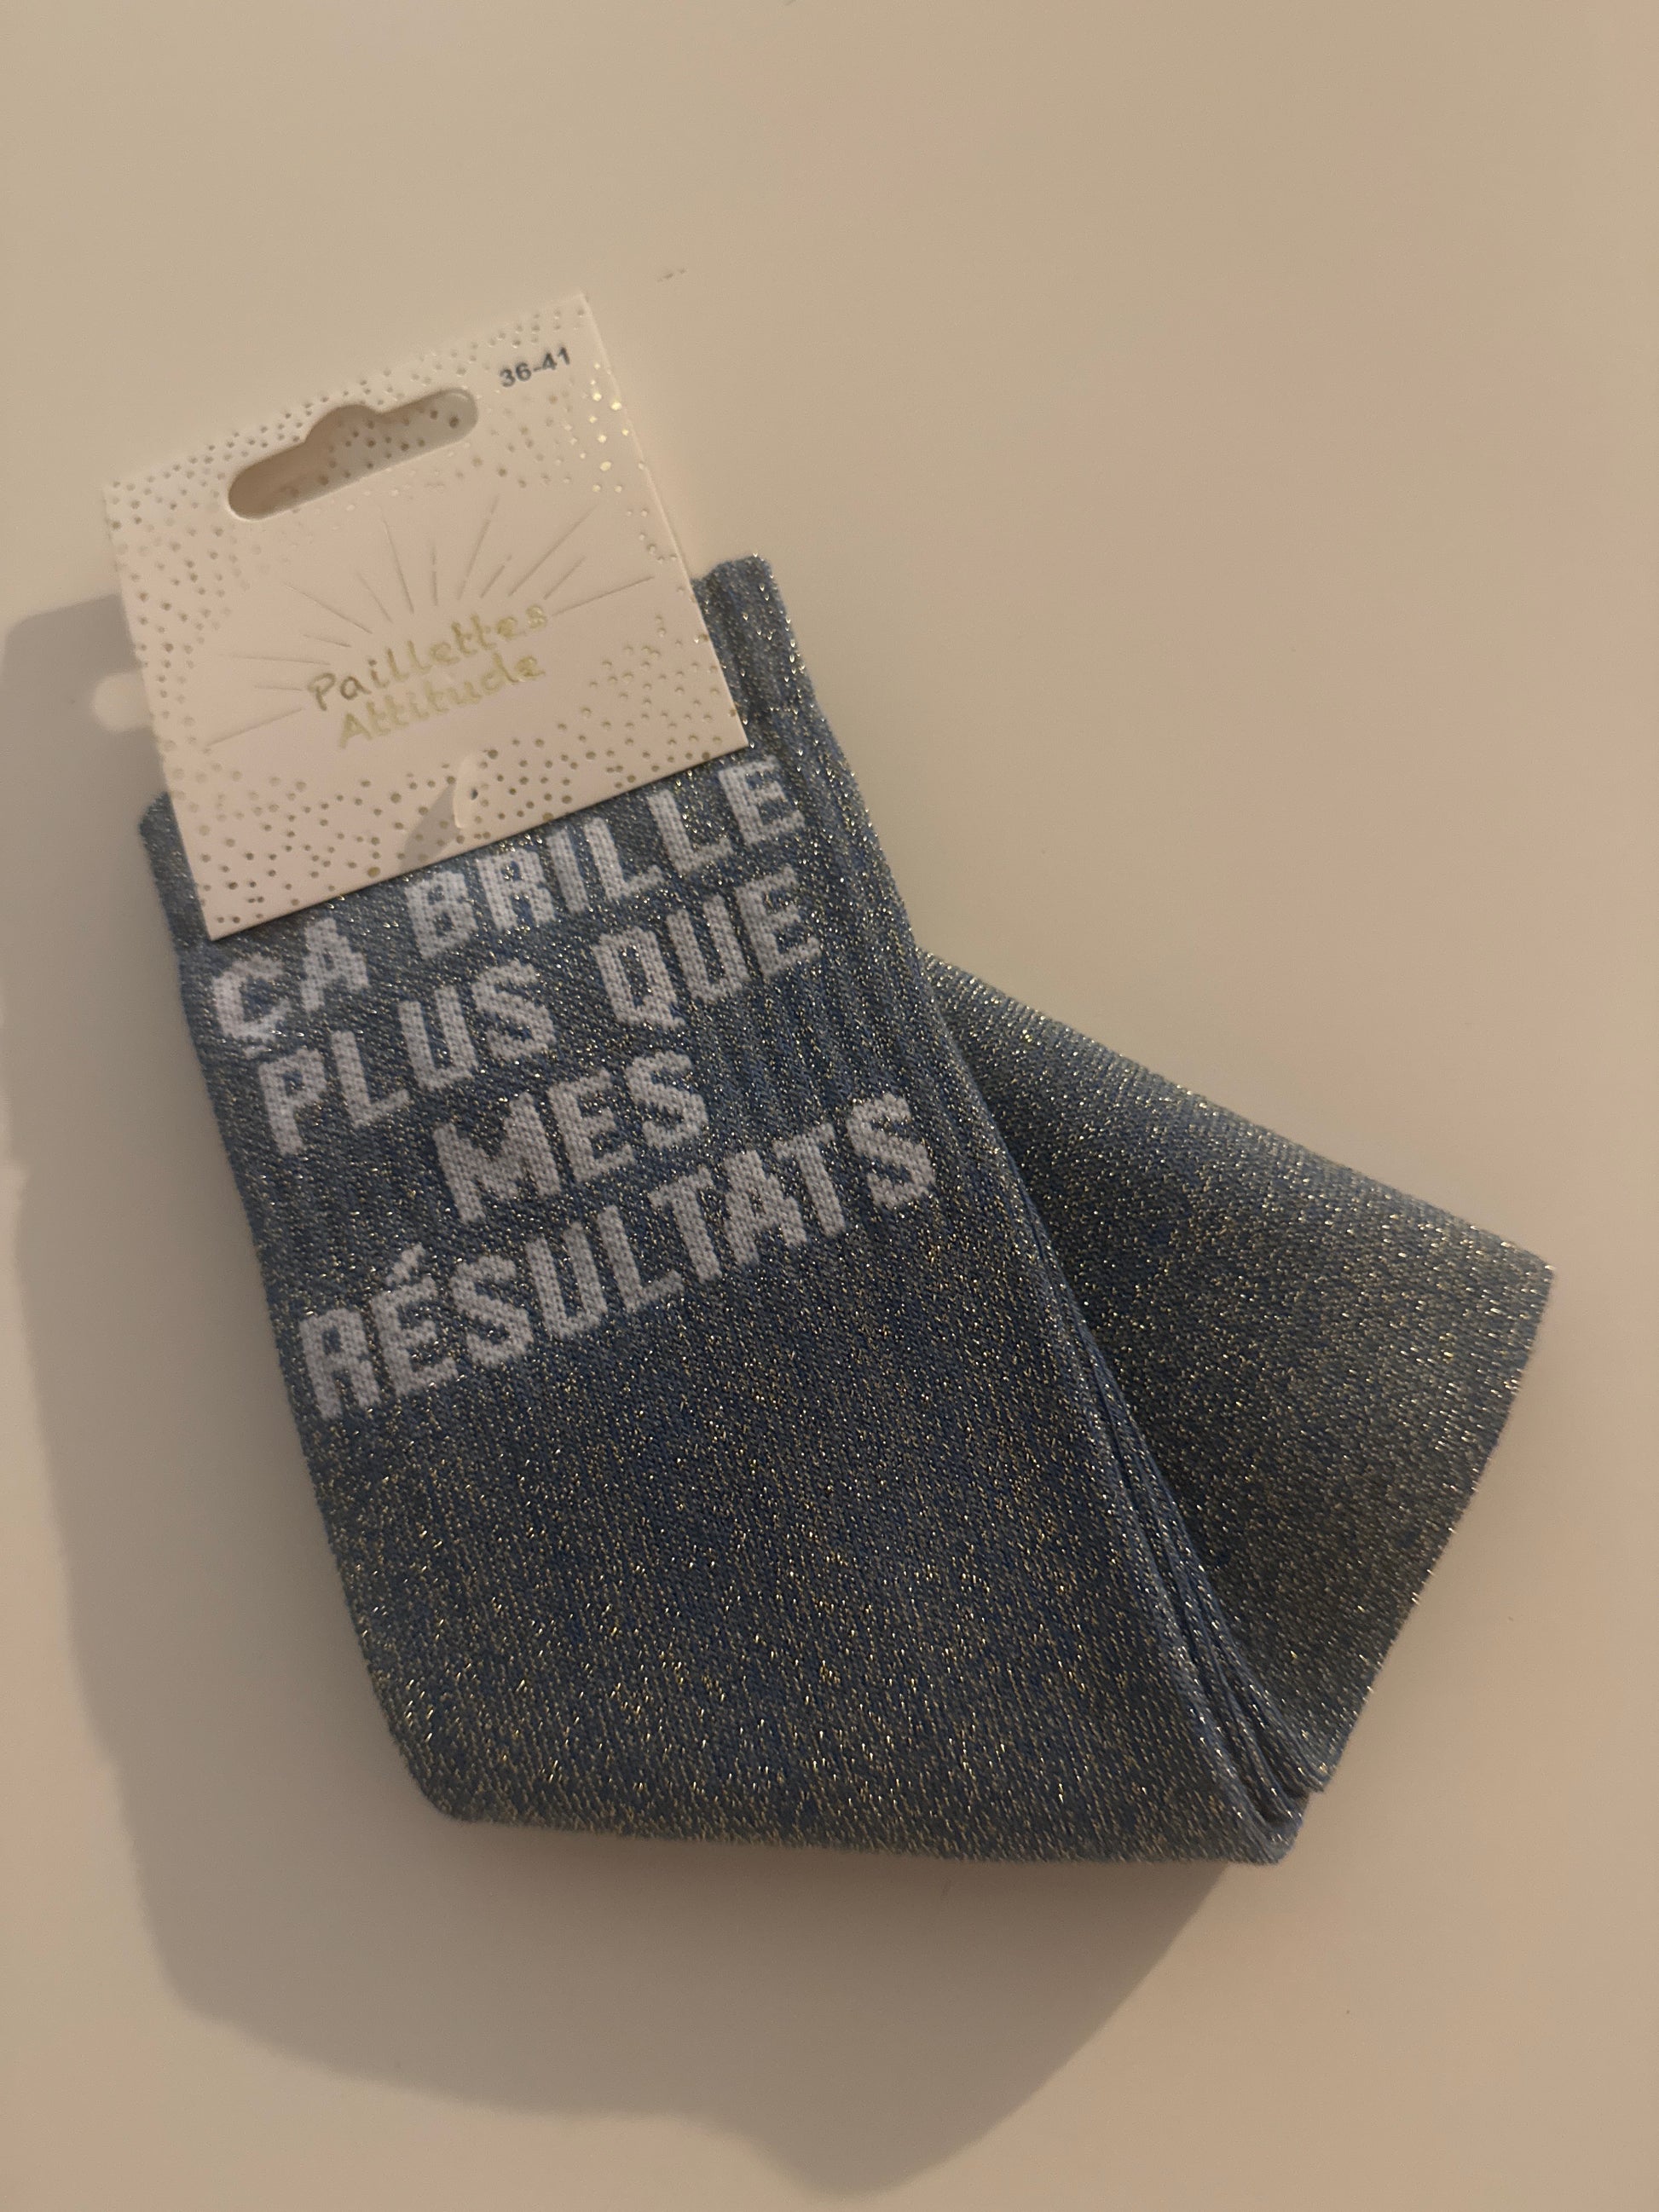 36-41
Paillettes
Attitude
ÇA BRILLE
PLUS QUE
MES
RÉSULTATS